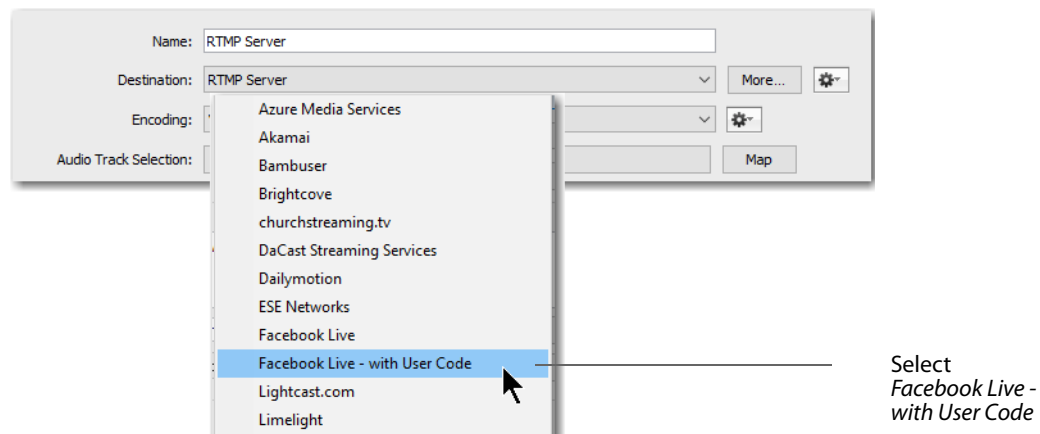 Name: RTMP Server
Destination: RTMP Server More...
Encoding:
Audio Track Selection: Map
Azure Media Services
Akamai
Bambuser
Brightcove
churchstreaming.tv
DaCast Streaming Services
Dailymotion
ESE Networks
Facebook Live
Facebook Live - with User Code
Lightcast.com
Limelight
Select
Facebook Live -
with User Code